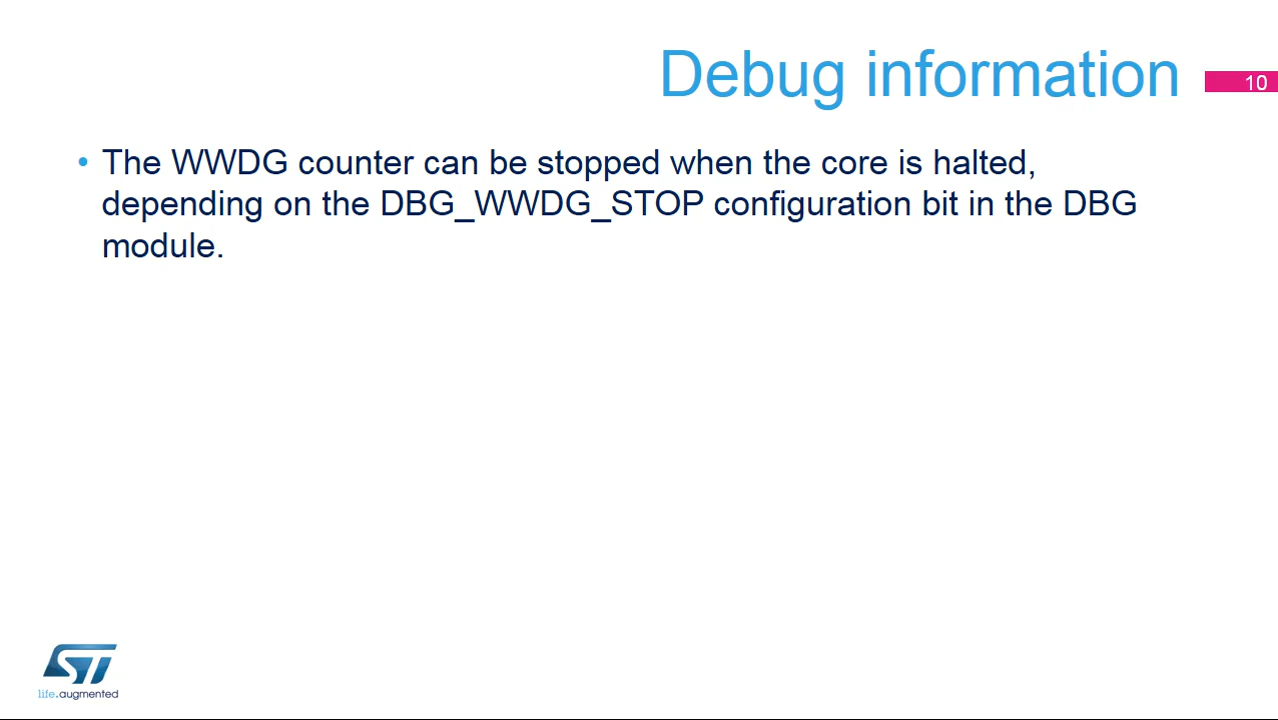 Debug information
10
• The WWDG counter can be stopped when the core is halted,
depending on the DBG_WWDG_STOP configuration bit in the DBG
module.
ST
life.augmented